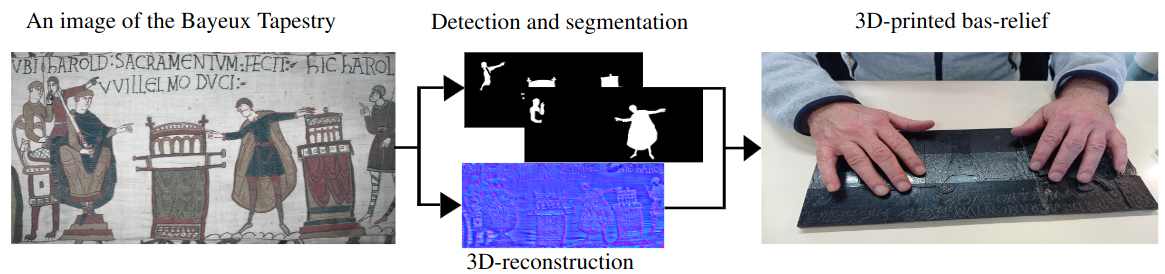 An image of the Bayeux Tapestry
Detection and segmentation
3D-printed bas-relief
VBI hAROLD:SACRAMENTVM:FECIT:~ hIC hAROL
VVILLELMO DVCI:~
3D-reconstruction